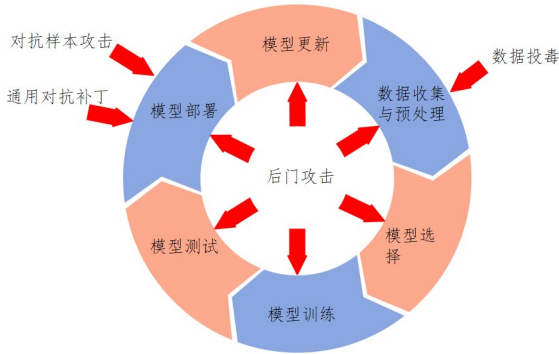 模型更新
对抗样本攻击
数据投毒
通用对抗补丁
模型部署
数据收集
与预处理
后门攻击
模型测试
模型选
择
模型训练